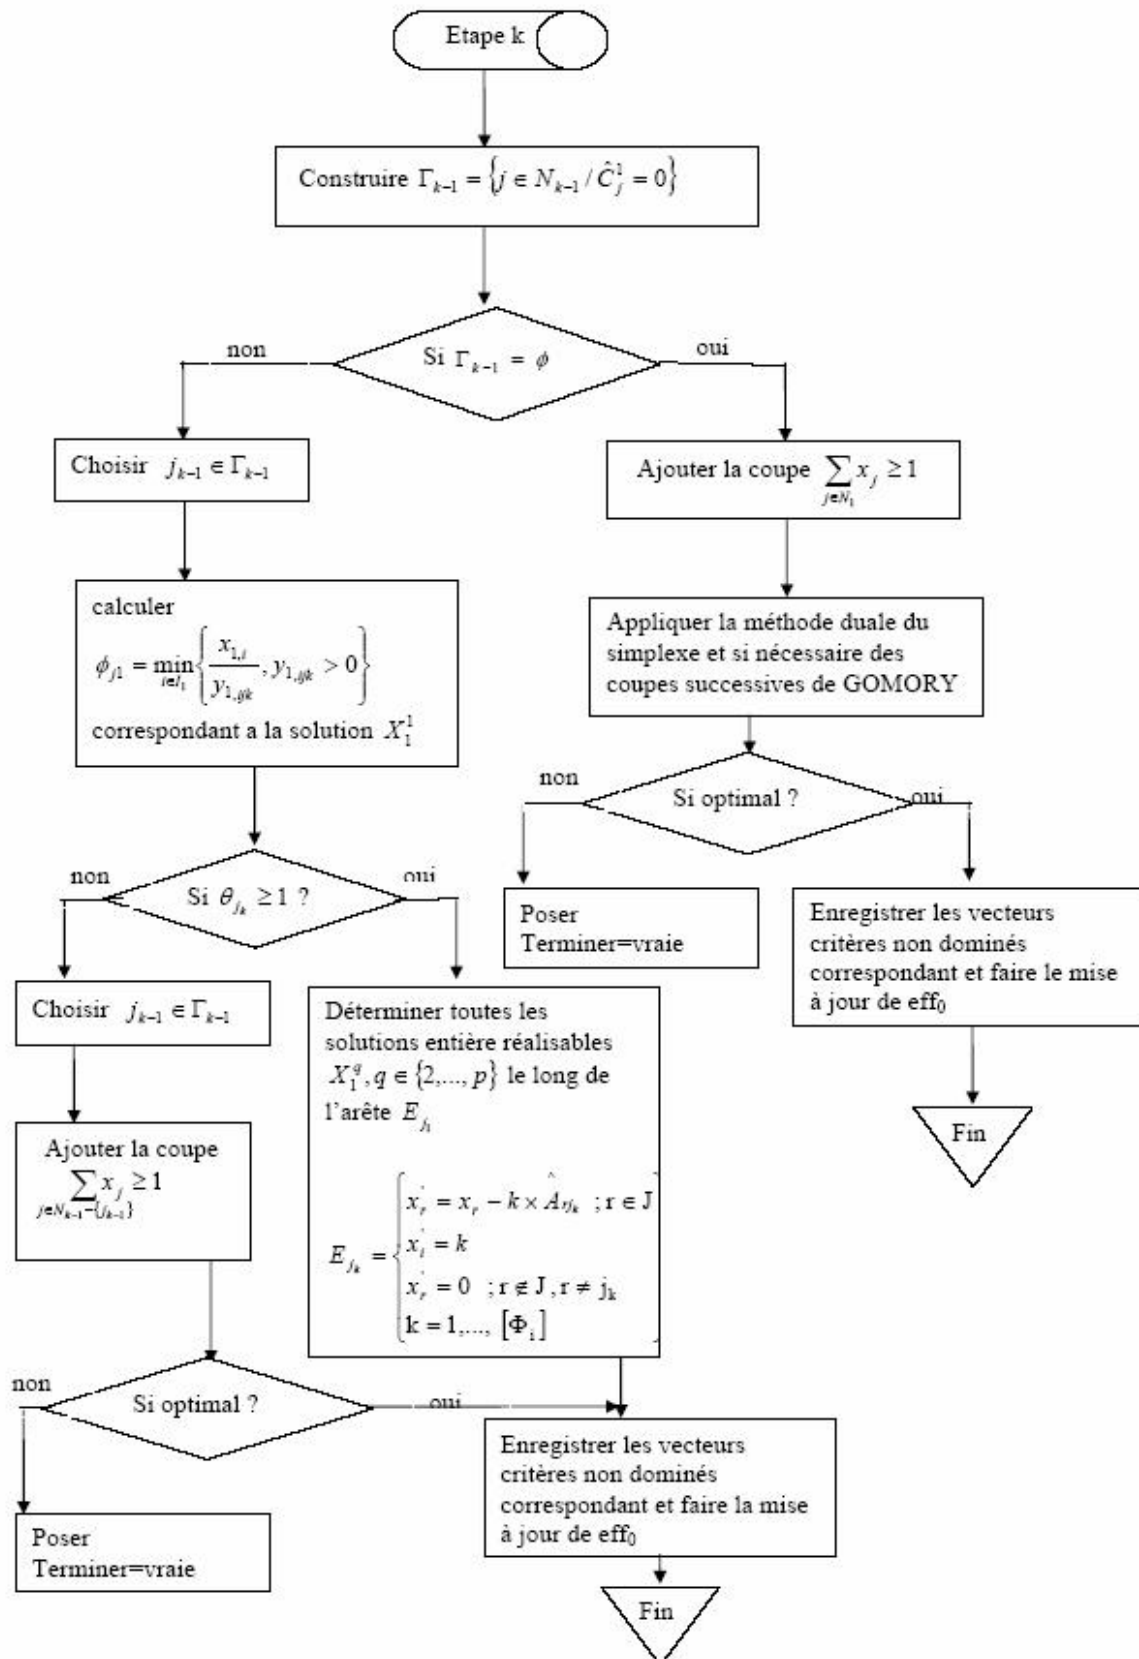 Etape k
Construire Γ_{k-1} = {j ∈ N_{k-1} / Ĉ_j^1 = 0}
Si Γ_{k-1} = ϕ
non
oui
Choisir j_{k-1} ∈ Γ_{k-1}
Ajouter la coupe ∑_{j∈N_1} x_j ≥ 1
calculer
ϕ_{j1} = min_{i∈I_1} {x_{1,i} / y_{1,ijk}, y_{1,ijk} > 0}
correspondant a la solution X_1^1
Appliquer la méthode duale du
simplexe et si nécessaire des
coupes successives de GOMORY
non
Si optimal ?
oui
non
Si θ_{j_k} ≥ 1 ?
oui
Poser
Terminer=vraie
Enregistrer les vecteurs
critères non dominés
correspondant et faire le mise
à jour de eff₀
Choisir j_{k-1} ∈ Γ_{k-1}
Déterminer toutes les
solutions entière réalisables
X_1^q, q ∈ {2,..., p} le long de
l'arête E_{j_1}
Fin
Ajouter la coupe
∑_{j∈N_{k-1}-{j_{k-1}}} x_j ≥ 1
x_r^' = x_r - k × Â_{rj_k} ; r ∈ J
E_{j_k} =
x_i^' = k
x_r^' = 0 ; r ∉ J, r ≠ j_k
k = 1,..., [Φ_i]
non
Si optimal ?
oui
Enregistrer les vecteurs
critères non dominés
correspondant et faire la mise
à jour de eff₀
Poser
Terminer=vraie
Fin